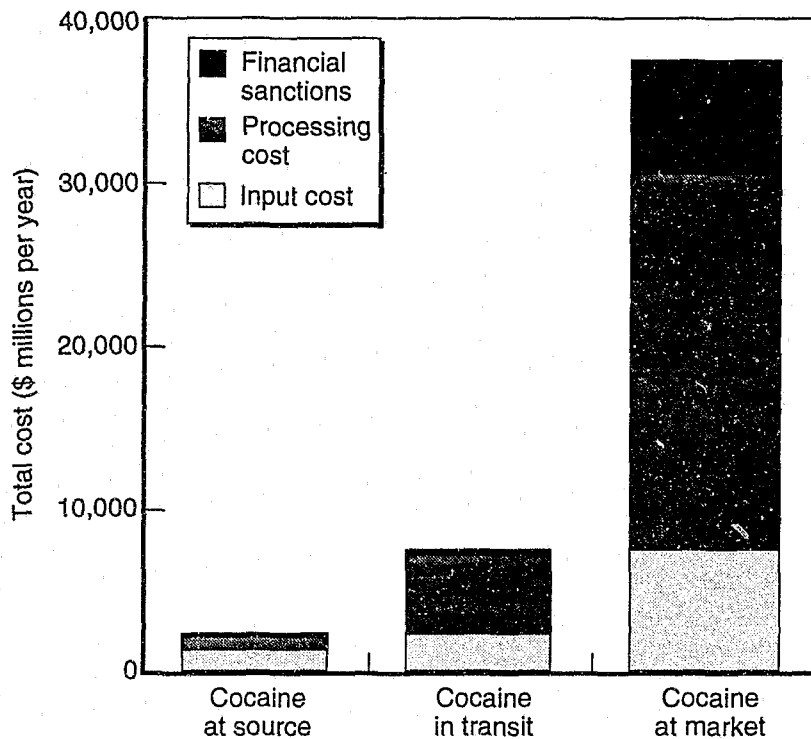 Total cost ($ millions per year)
40,000
30,000
20,000
10,000
0
Financial
sanctions
Processing
cost
Input cost
Cocaine
at source
Cocaine
in transit
Cocaine
at market